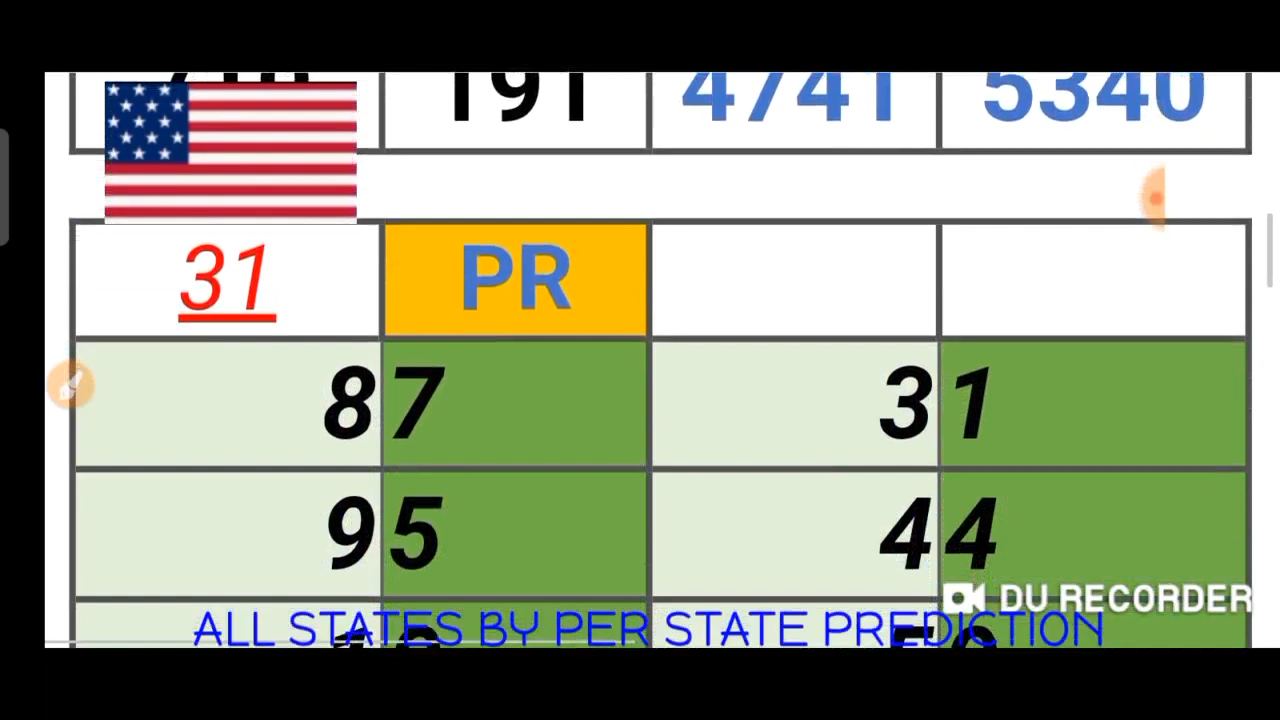 191 4741 5340
31 PR
87 31
95 44
DU RECORDER
ALL STATES BY PER STATE PREDICTION